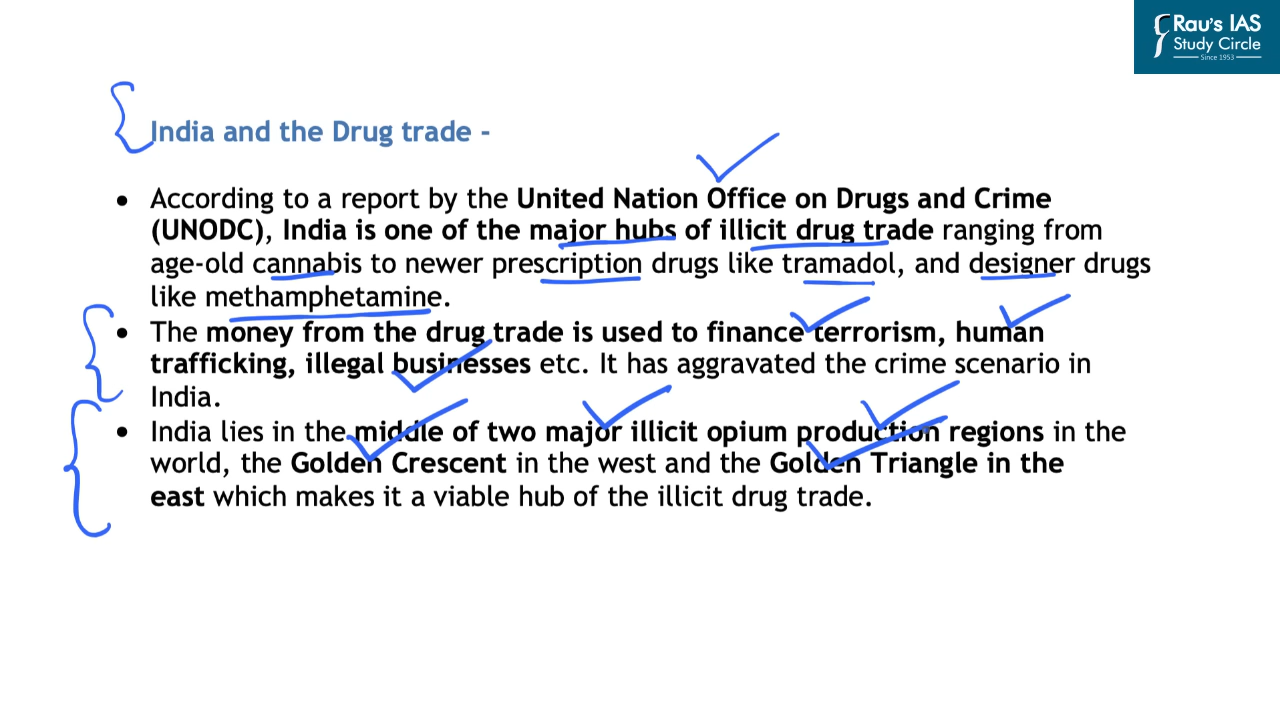 Rau's IAS
Study Circle
Since 1953
India and the Drug trade -
• According to a report by the United Nation Office on Drugs and Crime
(UNODC), India is one of the major hubs of illicit drug trade ranging from
age-old cannabis to newer prescription drugs like tramadol, and designer drugs
like methamphetamine.
• The money from the drug trade is used to finance terrorism, human
trafficking, illegal businesses etc. It has aggravated the crime scenario in
India.
• India lies in the middle of two major illicit opium production regions in the
world, the Golden Crescent in the west and the Golden Triangle in the
east which makes it a viable hub of the illicit drug trade.